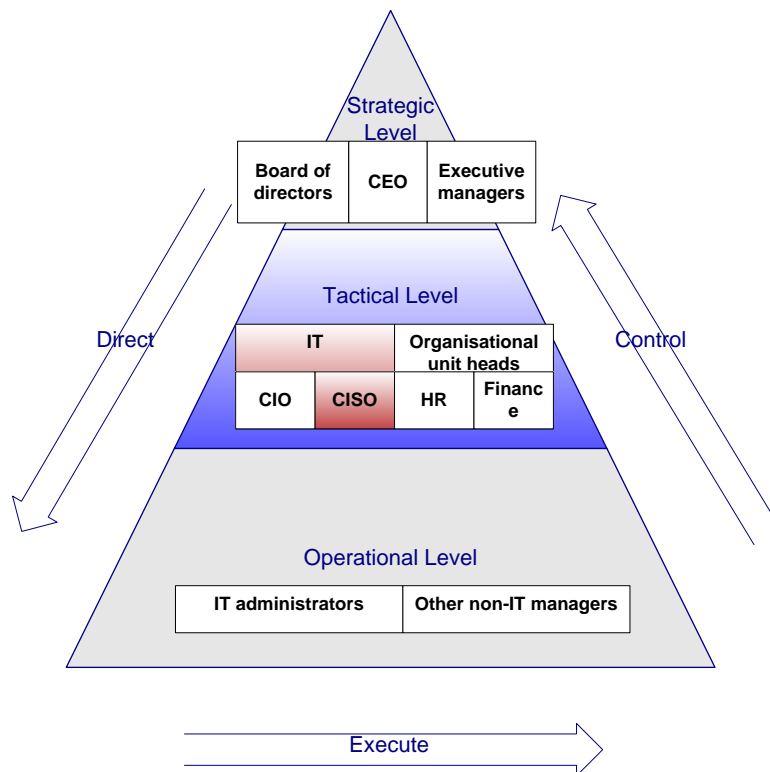 Strategic
Level
Board of
directors
CEO
Executive
managers
Tactical Level
Direct
Control
IT
Organisational
unit heads
CIO
CISO
HR
Financ
e
Operational Level
IT administrators
Other non-IT managers
Execute